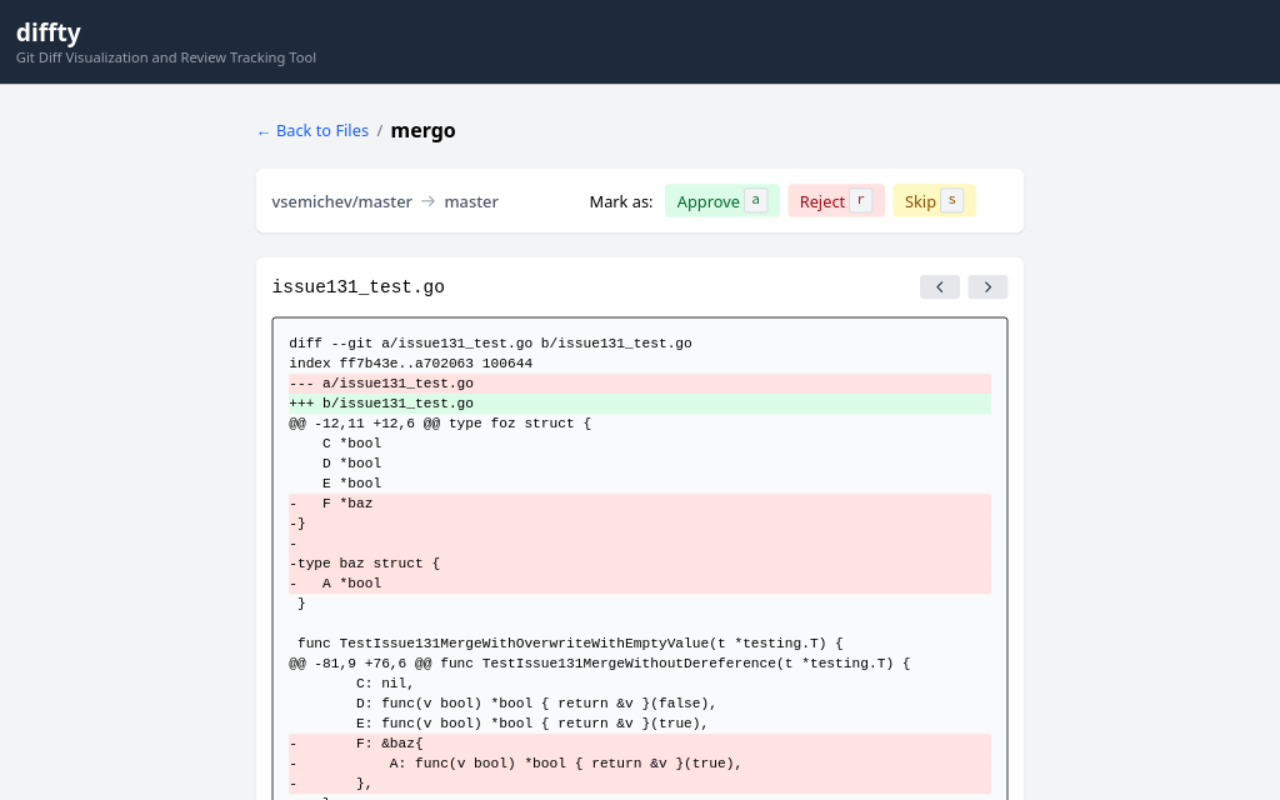 diffty
Git Diff Visualization and Review Tracking Tool
← Back to Files / mergo
vsemichev/master → master Mark as: Approve a Reject r Skip s
issue131_test.go
diff --git a/issue131_test.go b/issue131_test.go
index ff7b43e..a702063 100644
--- a/issue131_test.go
+++ b/issue131_test.go
@@ -12,11 +12,6 @@ type foz struct {
    C *bool
    D *bool
    E *bool
-   F *baz
-}
-
-type baz struct {
-   A *bool
 }
 func TestIssue131MergeWithOverwriteWithEmptyValue(t *testing.T) {
@@ -81,9 +76,6 @@ func TestIssue131MergeWithoutDereference(t *testing.T) {
        C: nil,
        D: func(v bool) *bool { return &v }(false),
        E: func(v bool) *bool { return &v }(true),
-       F: &baz{
-           A: func(v bool) *bool { return &v }(true),
-       },